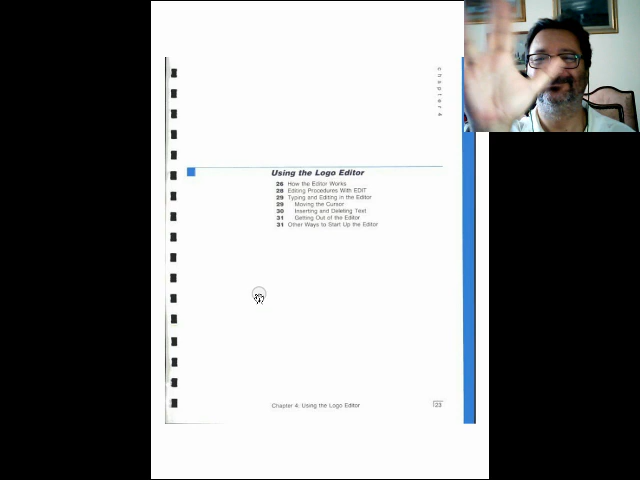 chapter 4
Using the Logo Editor
26 How the Editor Works
28 Editing Procedures With EDIT
29 Typing and Editing in the Editor
29 Moving the Cursor
30 Inserting and Deleting Text
31 Getting Out of the Editor
31 Other Ways to Start Up the Editor
Chapter 4: Using the Logo Editor
23